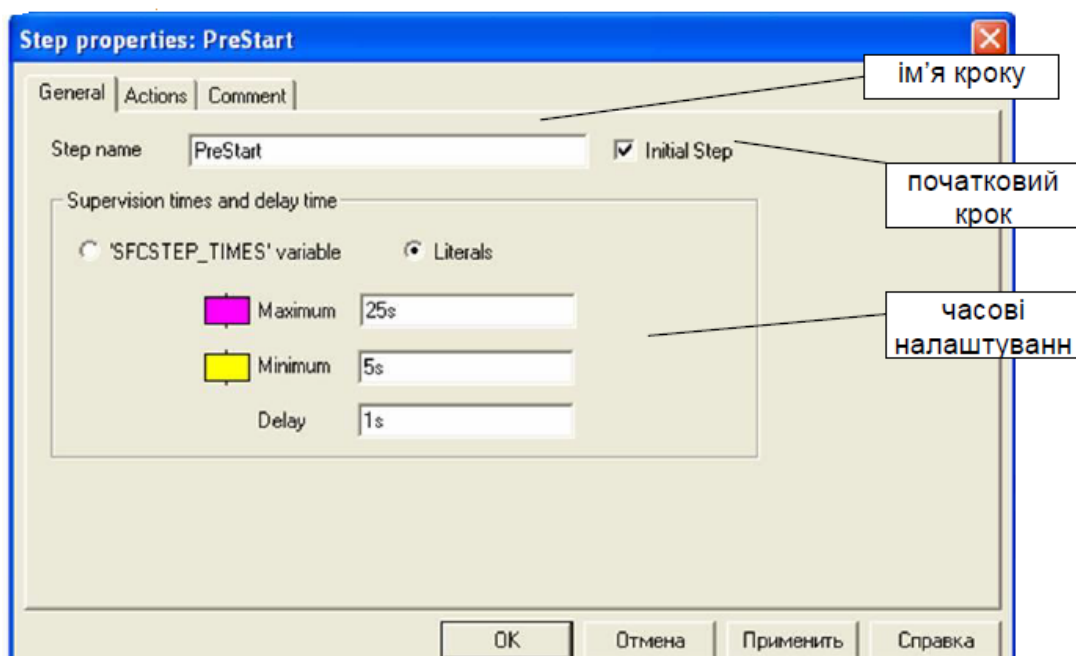 Step properties: PreStart
ім’я кроку
General Actions Comment
Step name PreStart Initial Step
початковий
крок
Supervision times and delay time
'SFCSTEP_TIMES' variable Literals
Maximum 25s
часові
налаштуванн
Minimum 5s
Delay 1s
OK Отмена Применить Справка